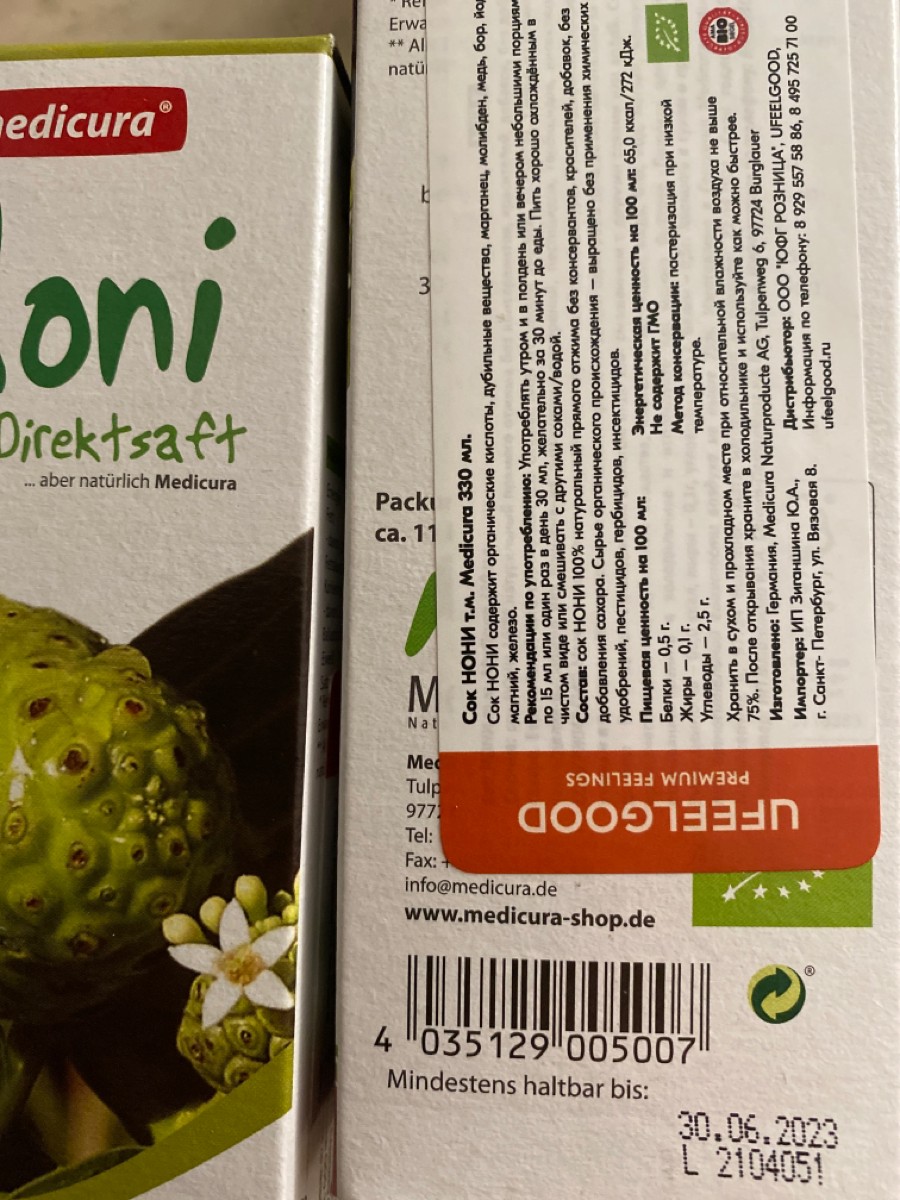 medicura®
oni
Direktsaft
... aber natürlich Medicura
Erwa
** Al
natü
3
Packu
ca. 11
M
Nat
Med
Tulp
9772
Tel:
Fax: +
info@medicura.de
www.medicura-shop.de
4 035129 005007
Mindestens haltbar bis:
30.06.2023
L 2104051
Сок НОНИ т.м. Medicura 330 мл.
Сок НОНИ содержит органические кислоты, дубильные вещества, марганец, молибден, медь, бор, йод
магний, железо.
Рекомендации по употреблению: Употреблять утром и в полдень или вечером небольшими порциям
по 15 мл или один раз в день 30 мл, желательно за 30 минут до еды. Пить хорошо охлаждённым в
чистом виде или смешивать с другими соками/водой.
Состав: сок НОНИ 100% натуральный прямого отжима без консервантов, красителей, добавок, без
добавления сахара. Сырье органического происхождения – выращено без применения химических
удобрений, пестицидов, гербицидов, инсектицидов.
Пищевая ценность на 100 мл:
Белки – 0,5 г.
Жиры – 0,1 г.
Углеводы – 2,5 г.
Энергетическая ценность на 100 мл: 65,0 ккал/272 кДж.
Не содержит ГМО
Метод консервации: пастеризация при низкой
температуре.
Хранить в сухом и прохладном месте при относительной влажности воздуха не выше
75%. После открывания храните в холодильнике и используйте как можно быстрее.
Изготовлено: Германия, Medicura Naturproducte AG, Tulpenweg 6, 97724 Burglauer
Импортер: ИП Зиганшина Ю.А.,
г. Санкт- Петербург, ул. Вязовая 8.
Дистрибьютор: ООО "ЮФГ РОЗНИЦА", UFEELGOOD,
Информация по телефону: 8 929 557 58 86, 8 495 725 71 00
ufeelgood.ru
BIO
UFEELGOOD
PREMIUM FEELINGS